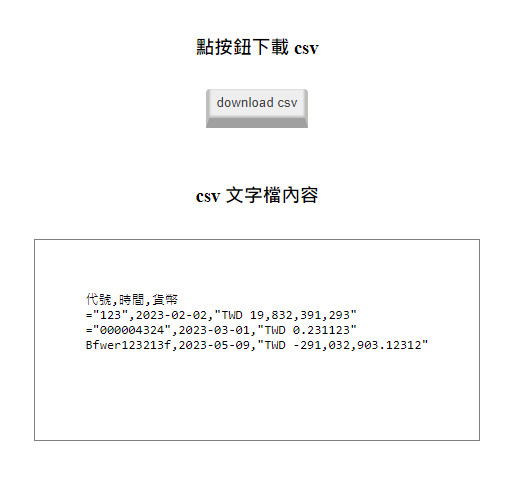 點按鈕下載 csv
download csv
csv 文字檔內容
代號,時間,貨幣
="123",2023-02-02,"TWD 19,832,391,293"
="000004324",2023-03-01,"TWD 0.231123"
Bfwer123213f,2023-05-09,"TWD -291,032,903.12312"